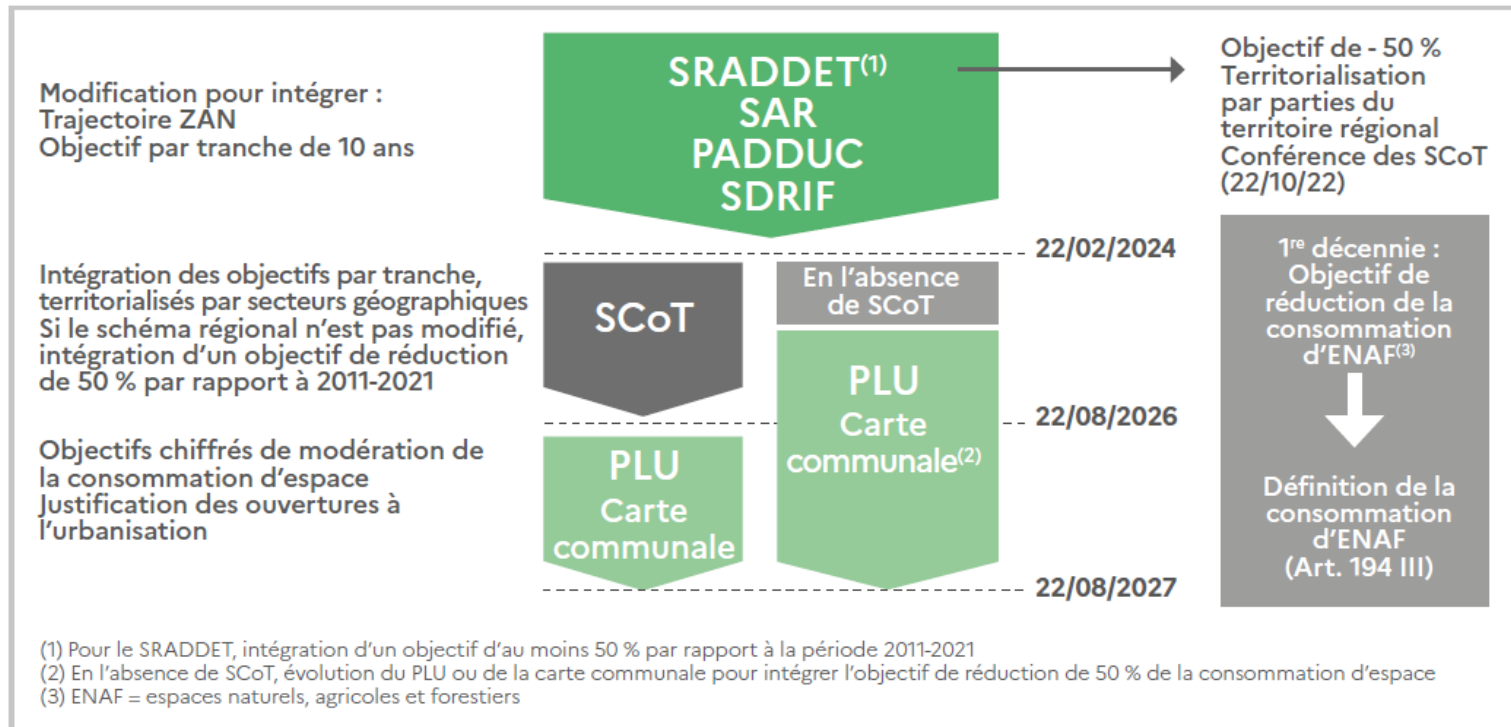 Modification pour intégrer :
Trajectoire ZAN
Objectif par tranche de 10 ans
SRADDET(1)
SAR
PADDUC
SDRIF
Objectif de - 50 %
Territorialisation
par parties du
territoire régional
Conférence des SCoT
(22/10/22)
22/02/2024
Intégration des objectifs par tranche,
territorialisés par secteurs géographiques
Si le schéma régional n'est pas modifié,
intégration d'un objectif de réduction
de 50 % par rapport à 2011-2021
SCoT
En l'absence
de SCoT
PLU
Carte
communale(2)
22/08/2026
Objectifs chiffrés de modération de
la consommation d'espace
Justification des ouvertures à
l'urbanisation
PLU
Carte
communale
22/08/2027
1re décennie :
Objectif de
réduction de la
consommation
d'ENAF(3)
Définition de la
consommation
d'ENAF
(Art. 194 III)
(1) Pour le SRADDET, intégration d'un objectif d'au moins 50 % par rapport à la période 2011-2021
(2) En l'absence de SCoT, évolution du PLU ou de la carte communale pour intégrer l'objectif de réduction de 50 % de la consommation d'espace
(3) ENAF = espaces naturels, agricoles et forestiers